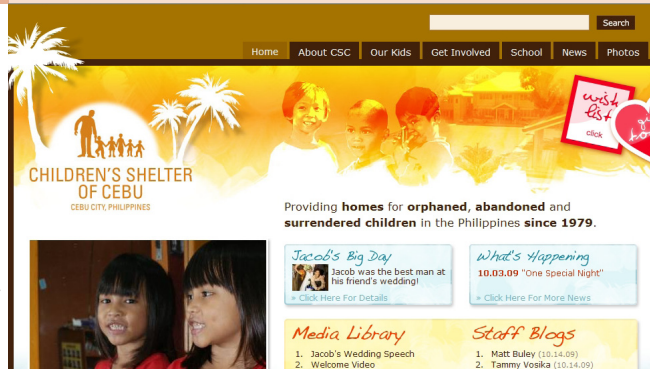 Search
Home About CSC Our Kids Get Involved School News Photos
wish
list
click
CHILDREN'S SHELTER
OF CEBU
CEBU CITY, PHILIPPINES
Providing homes for orphaned, abandoned and
surrendered children in the Philippines since 1979.
Jacob's Big Day
Jacob was the best man at
his friend's wedding!
» Click Here For Details
What's Happening
10.03.09 "One Special Night"
» Click Here For More News
Media Library
1. Jacob's Wedding Speech
2. Welcome Video
Staff Blogs
1. Matt Buley (10.14.09)
2. Tammy Vosika (10.14.09)